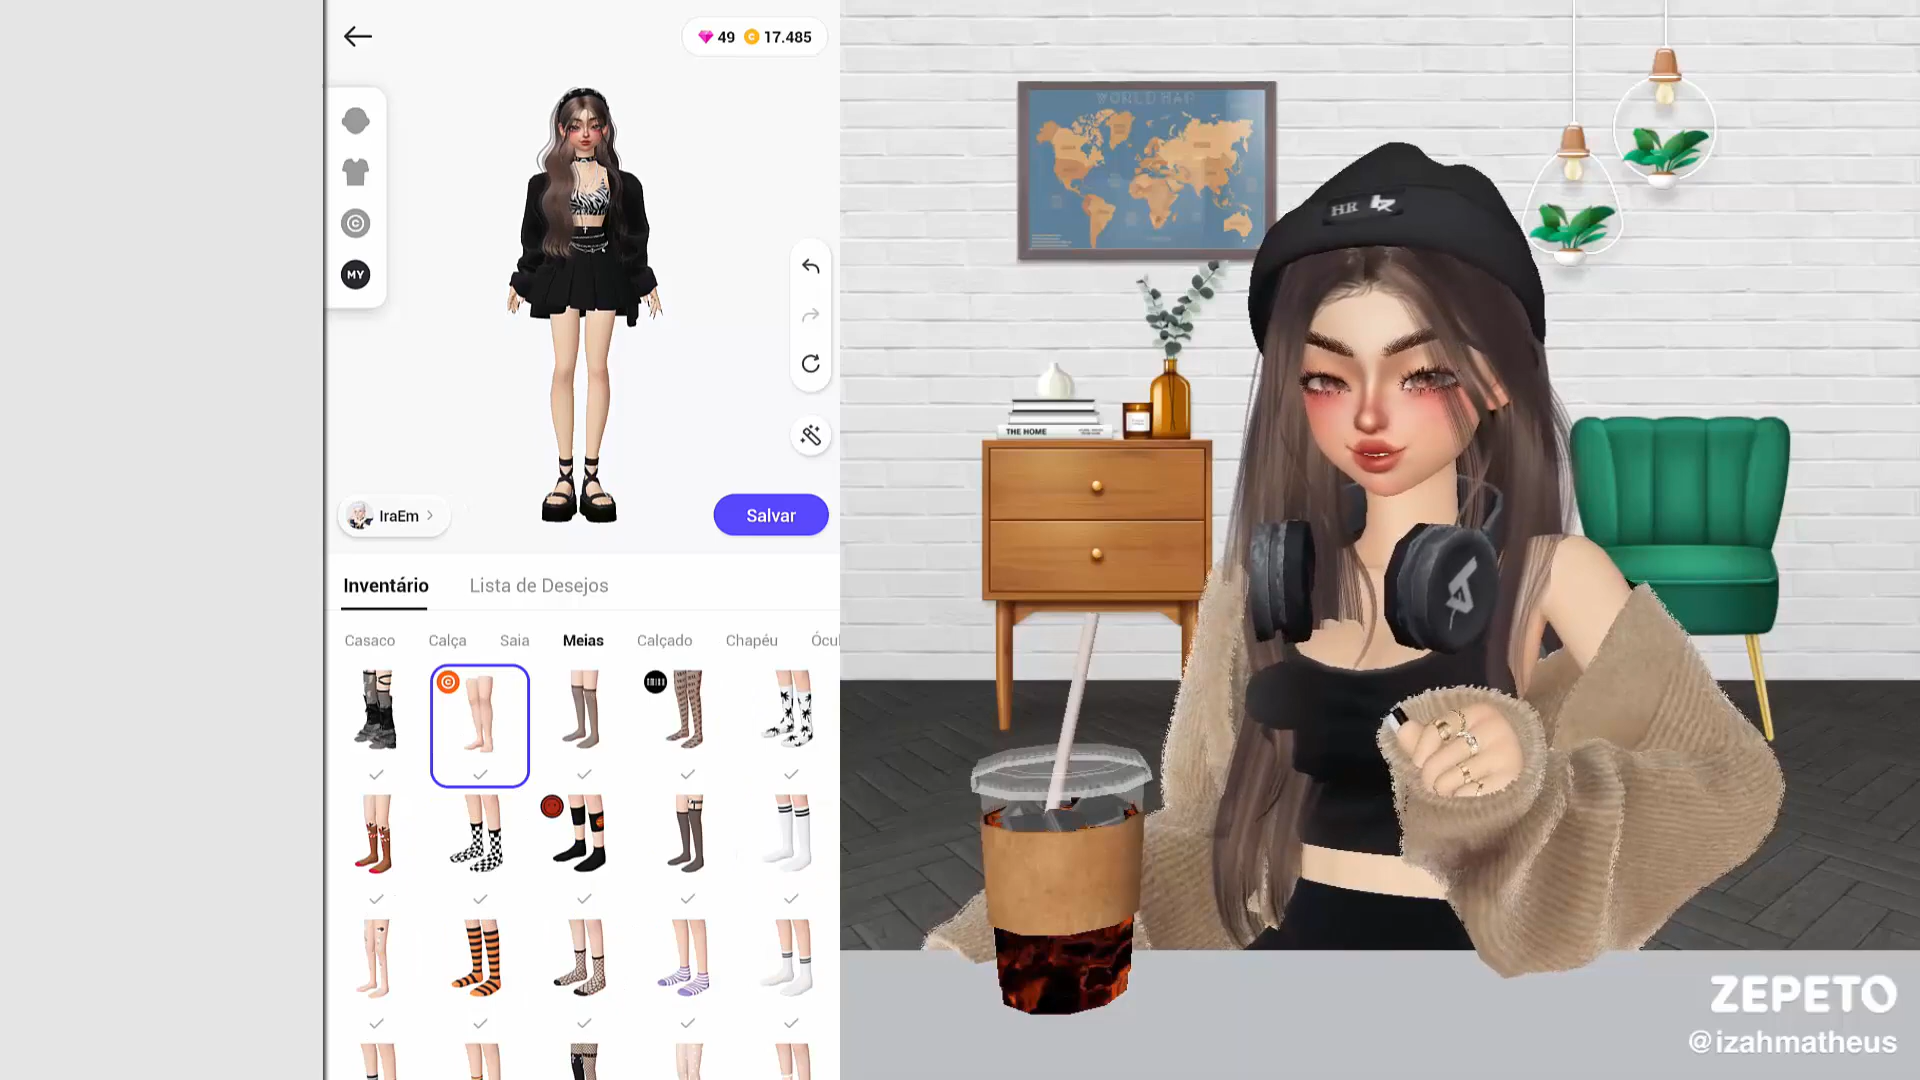 49 17.485
MY
IraEm
Salvar
Inventário Lista de Desejos
Casaco Calça Saia Meias Calçado Chapéu Ócul
WORLD MAP
HR
THE HOME
ZEPETO
@izahmatheus